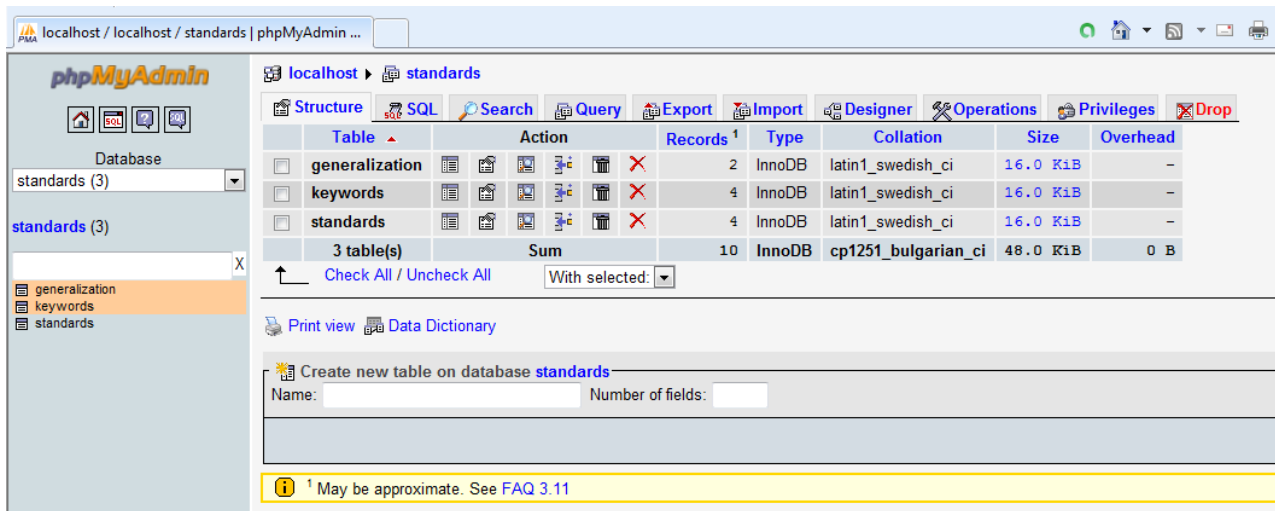 localhost / localhost / standards | phpMyAdmin ...
phpMyAdmin
Database
standards (3)
standards (3)
X
generalization
keywords
standards
localhost standards
Structure SQL Search Query Export Import Designer Operations Privileges Drop
Table Action Records 1 Type Collation Size Overhead
generalization 2 InnoDB latin1_swedish_ci 16.0 KiB -
keywords 4 InnoDB latin1_swedish_ci 16.0 KiB -
standards 4 InnoDB latin1_swedish_ci 16.0 KiB -
3 table(s) Sum 10 InnoDB cp1251_bulgarian_ci 48.0 KiB 0 B
Check All / Uncheck All With selected:
Print view Data Dictionary
Create new table on database standards
Name: Number of fields:
1 May be approximate. See FAQ 3.11